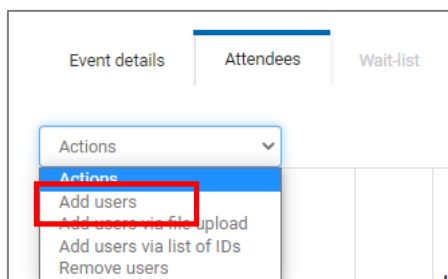 Event details Attendees Wait-list
Actions
Actions
Add users
Add users via file upload
Add users via list of IDs
Remove users